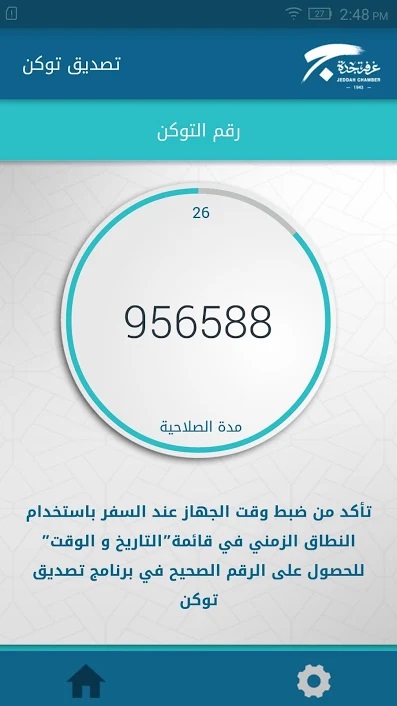 27
2:48 PM
تصديق توكن
غرفة جدة
JEDDAH CHAMBER
1946
رقم التوكن
26
956588
مدة الصلاحية
تأكد من ضبط وقت الجهاز عند السفر باستخدام
النطاق الزمني في قائمة"التاريخ و الوقت"
للحصول على الرقم الصحيح في برنامج تصديق
توكن